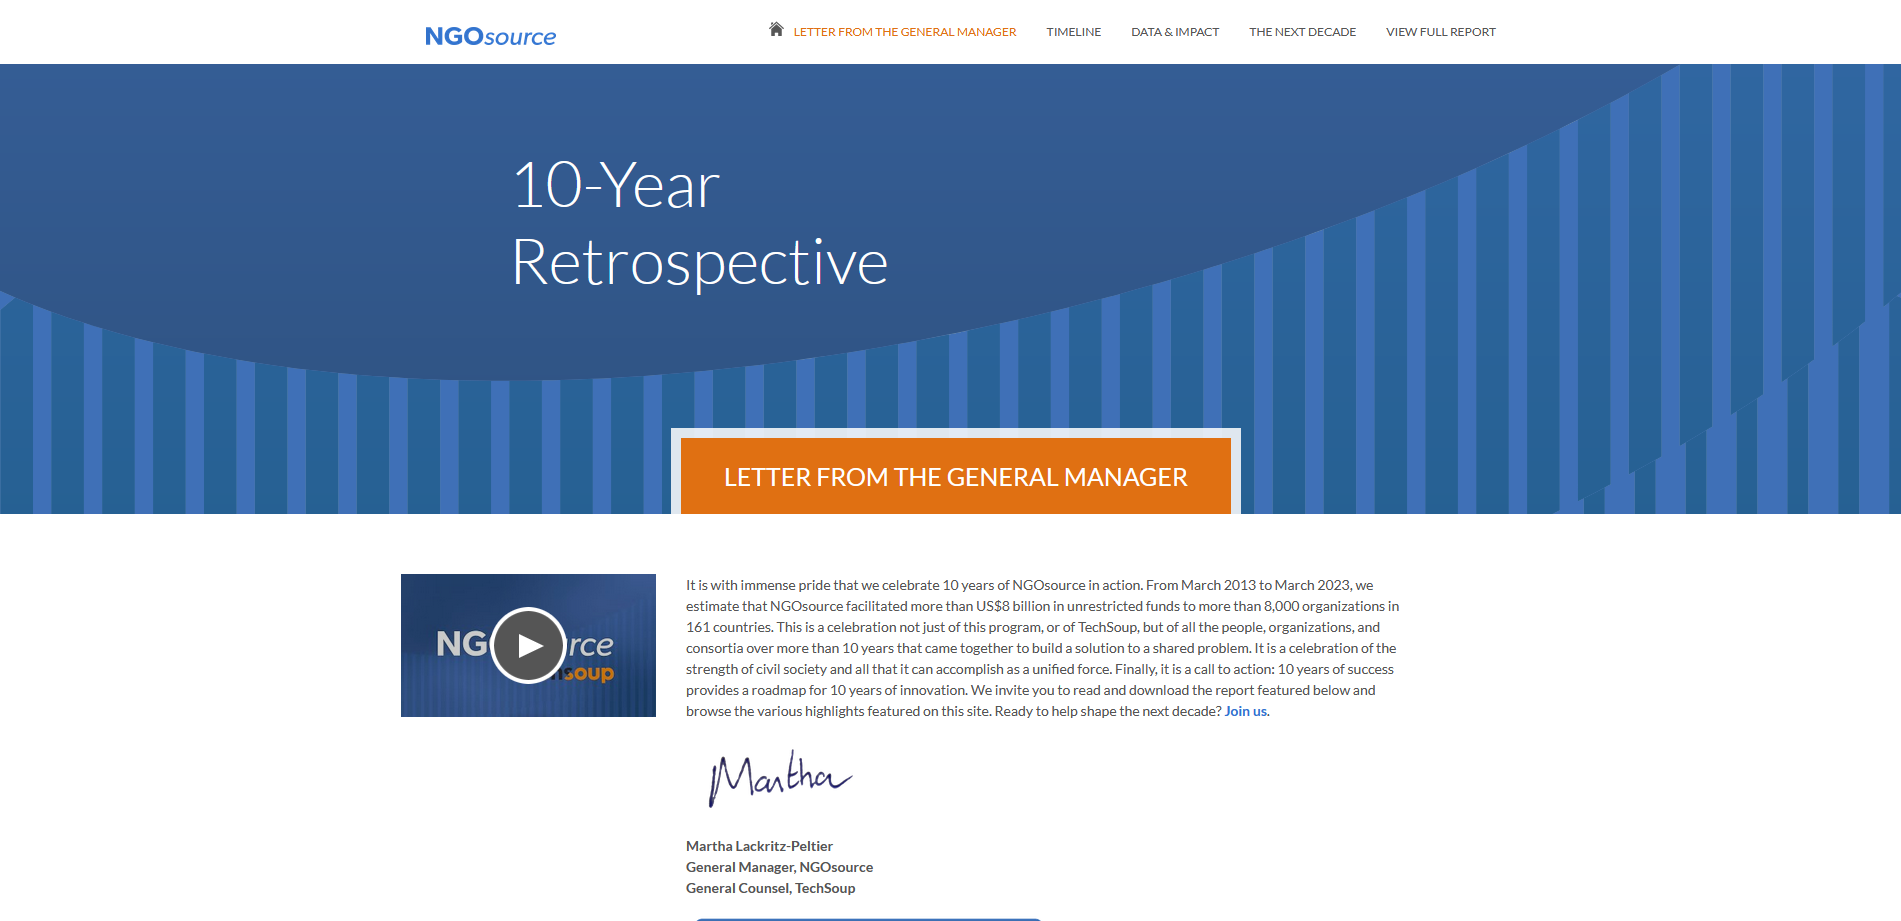 NGOsource
LETTER FROM THE GENERAL MANAGER
TIMELINE
DATA & IMPACT
THE NEXT DECADE
VIEW FULL REPORT
10-Year
Retrospective
LETTER FROM THE GENERAL MANAGER
NG rce
soup
It is with immense pride that we celebrate 10 years of NGOsource in action. From March 2013 to March 2023, we
estimate that NGOsource facilitated more than US$8 billion in unrestricted funds to more than 8,000 organizations in
161 countries. This is a celebration not just of this program, or of TechSoup, but of all the people, organizations, and
consortia over more than 10 years that came together to build a solution to a shared problem. It is a celebration of the
strength of civil society and all that it can accomplish as a unified force. Finally, it is a call to action: 10 years of success
provides a roadmap for 10 years of innovation. We invite you to read and download the report featured below and
browse the various highlights featured on this site. Ready to help shape the next decade? Join us.
Martha
Martha Lackritz-Peltier
General Manager, NGOsource
General Counsel, TechSoup